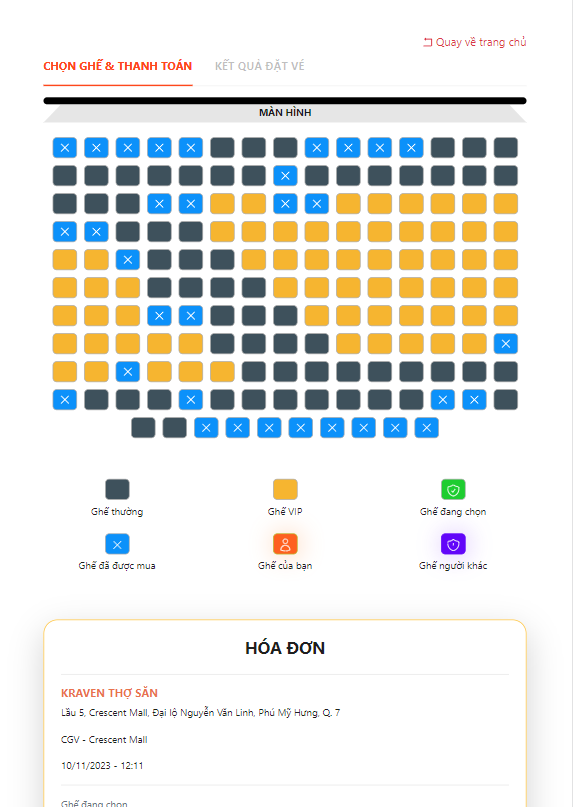 Quay về trang chủ
CHỌN GHẾ & THANH TOÁN KẾT QUẢ ĐẶT VÉ
MÀN HÌNH
Ghế thường Ghế VIP Ghế đang chọn
Ghế đã được mua Ghế của bạn Ghế người khác
HÓA ĐƠN
KRAVEN THỢ SĂN
Lầu 5, Crescent Mall, Đại lộ Nguyễn Văn Linh, Phú Mỹ Hưng, Q. 7
CGV - Crescent Mall
10/11/2023 - 12:11
Ghế đang chọn